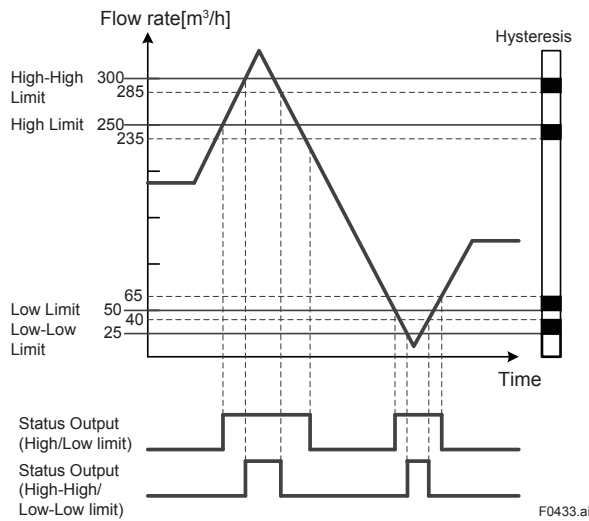 Flow rate[m³/h]
Hysteresis
High-High
Limit
300
285
High Limit
250
235
65
Low Limit
50
Low-Low
Limit
40
25
Time
Status Output
(High/Low limit)
Status Output
(High-High/
Low-Low limit)
F0433.ai